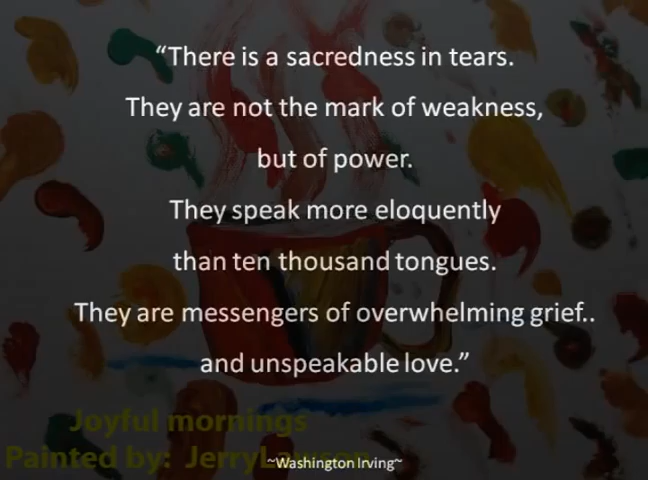 “There is a sacredness in tears.
They are not the mark of weakness,
but of power.
They speak more eloquently
than ten thousand tongues.
They are messengers of overwhelming grief..
and unspeakable love.”
Joyful mornings
Painted by: Jerry
~Washington Irving~